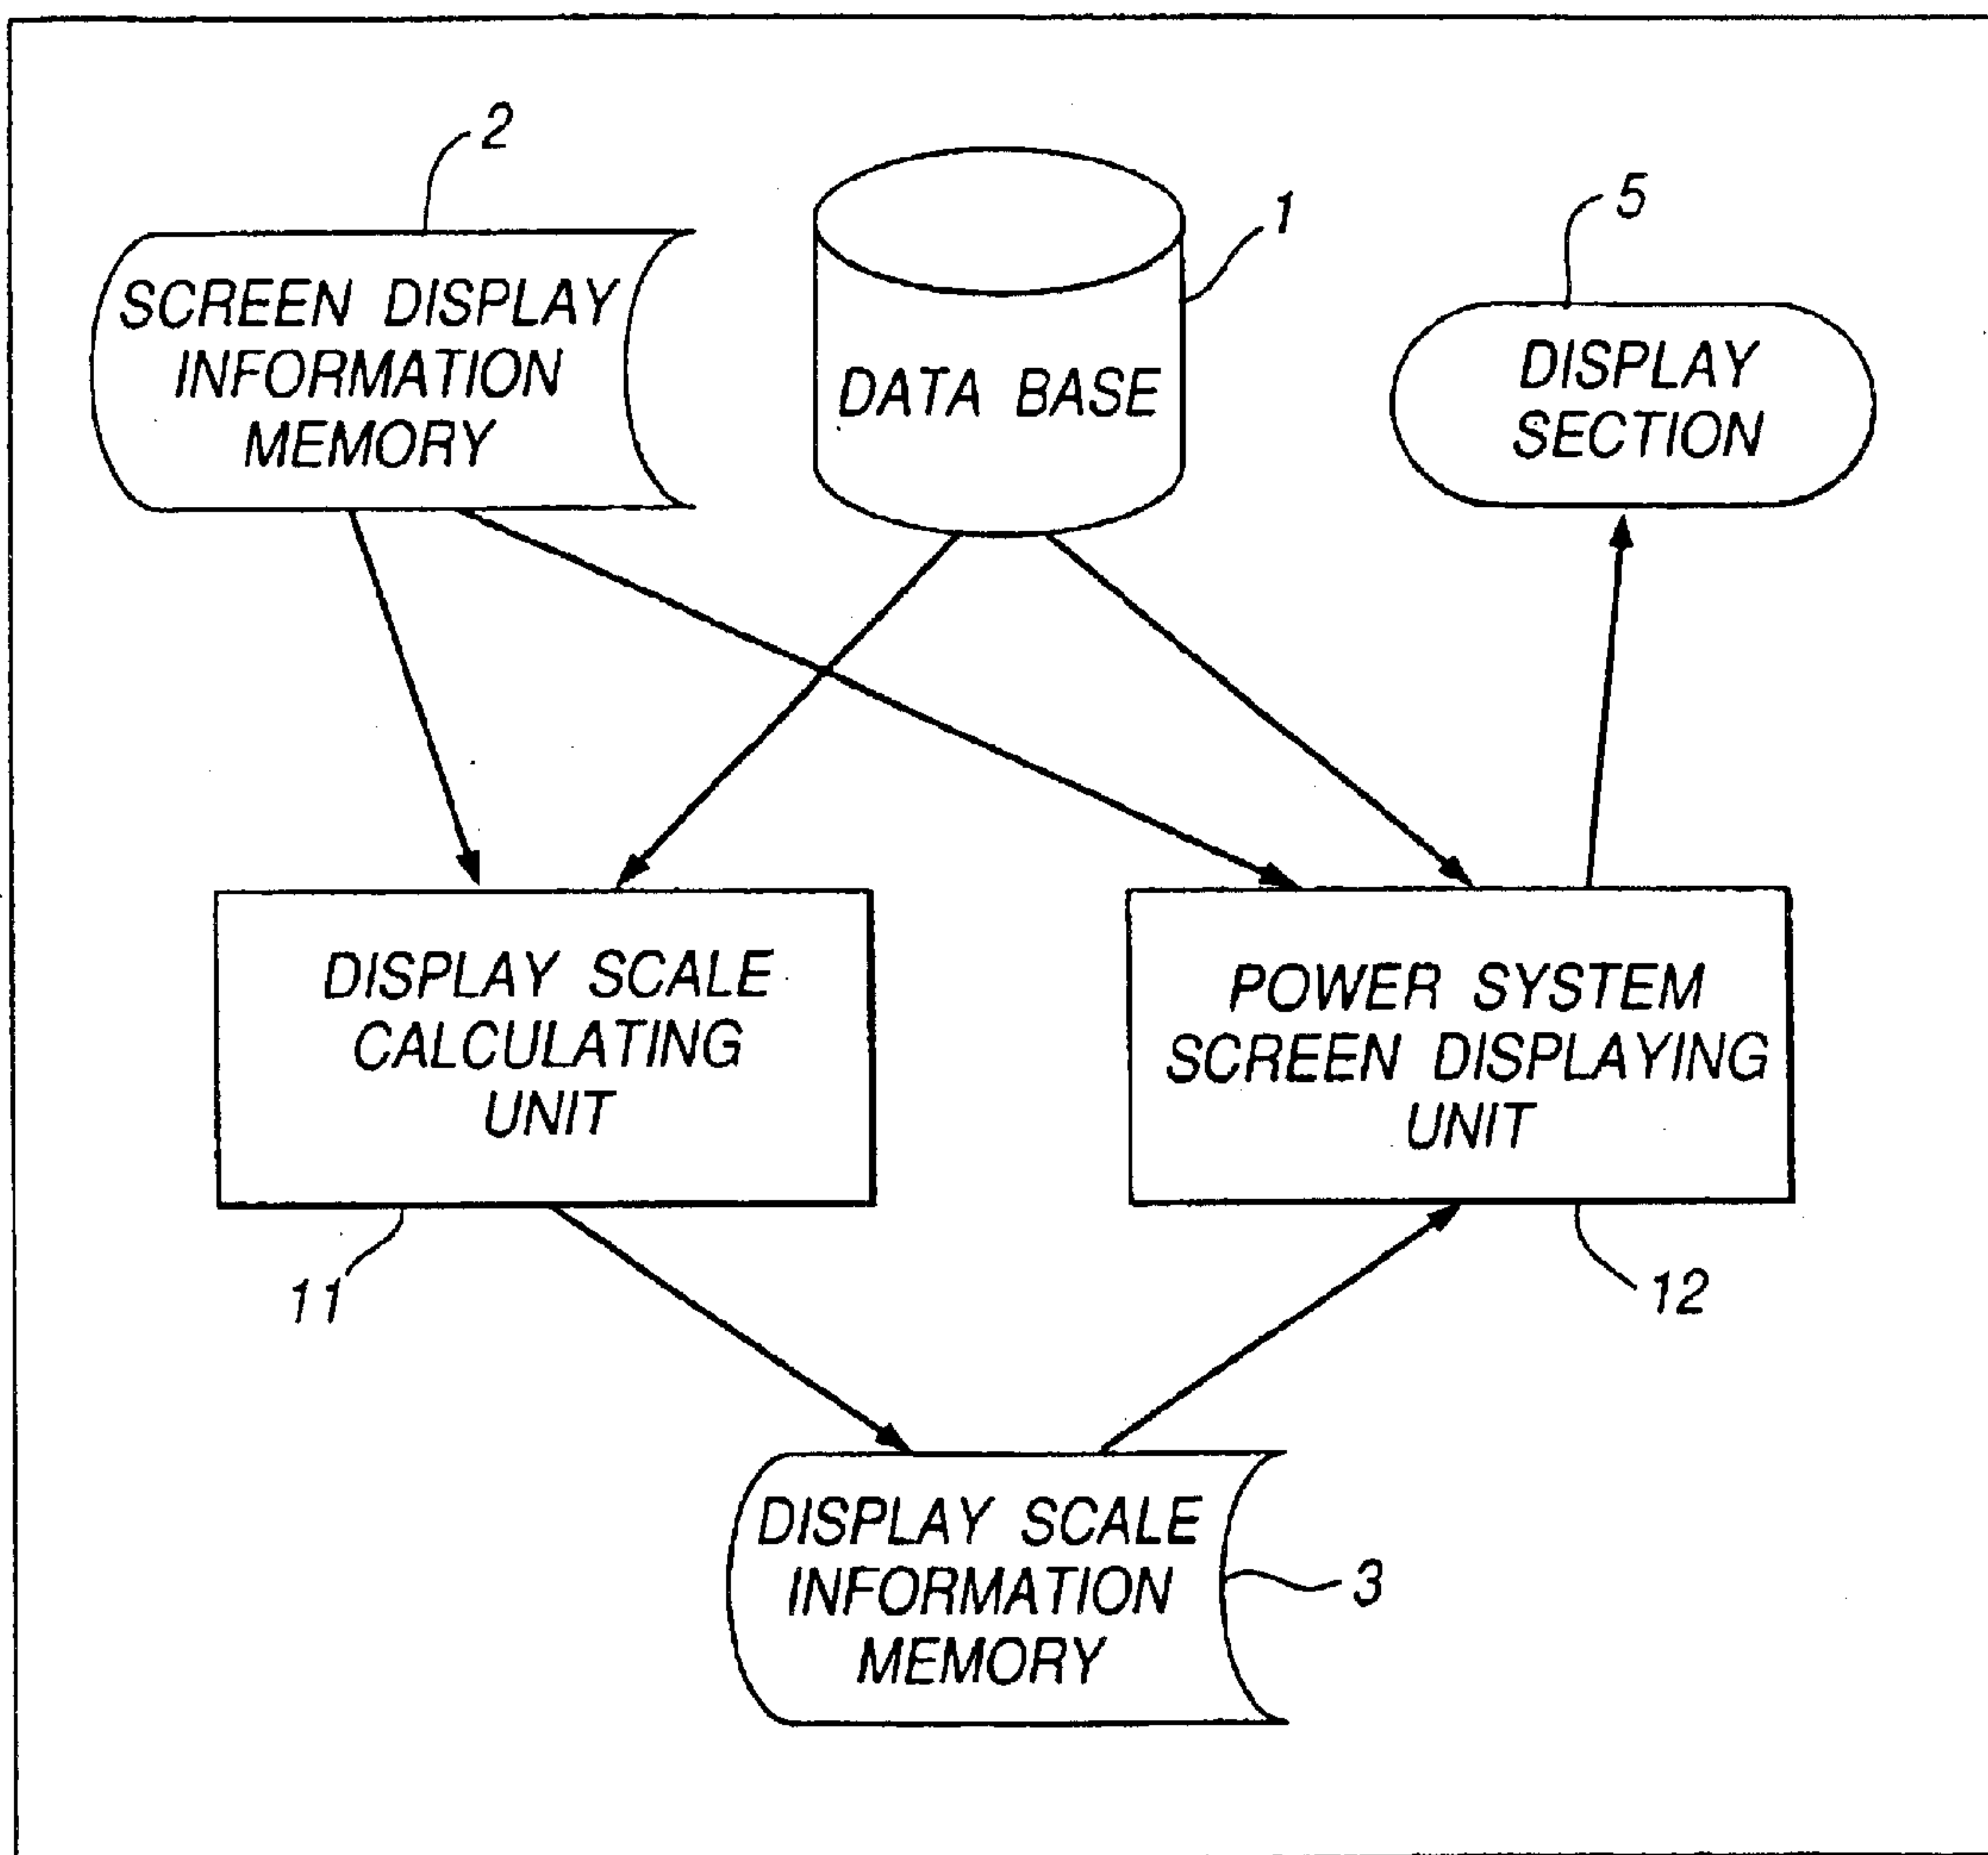 2
1
5
SCREEN DISPLAY
INFORMATION
MEMORY
DATA BASE
DISPLAY
SECTION
DISPLAY SCALE
CALCULATING
UNIT
POWER SYSTEM
SCREEN DISPLAYING
UNIT
11
12
DISPLAY SCALE
INFORMATION
MEMORY
3